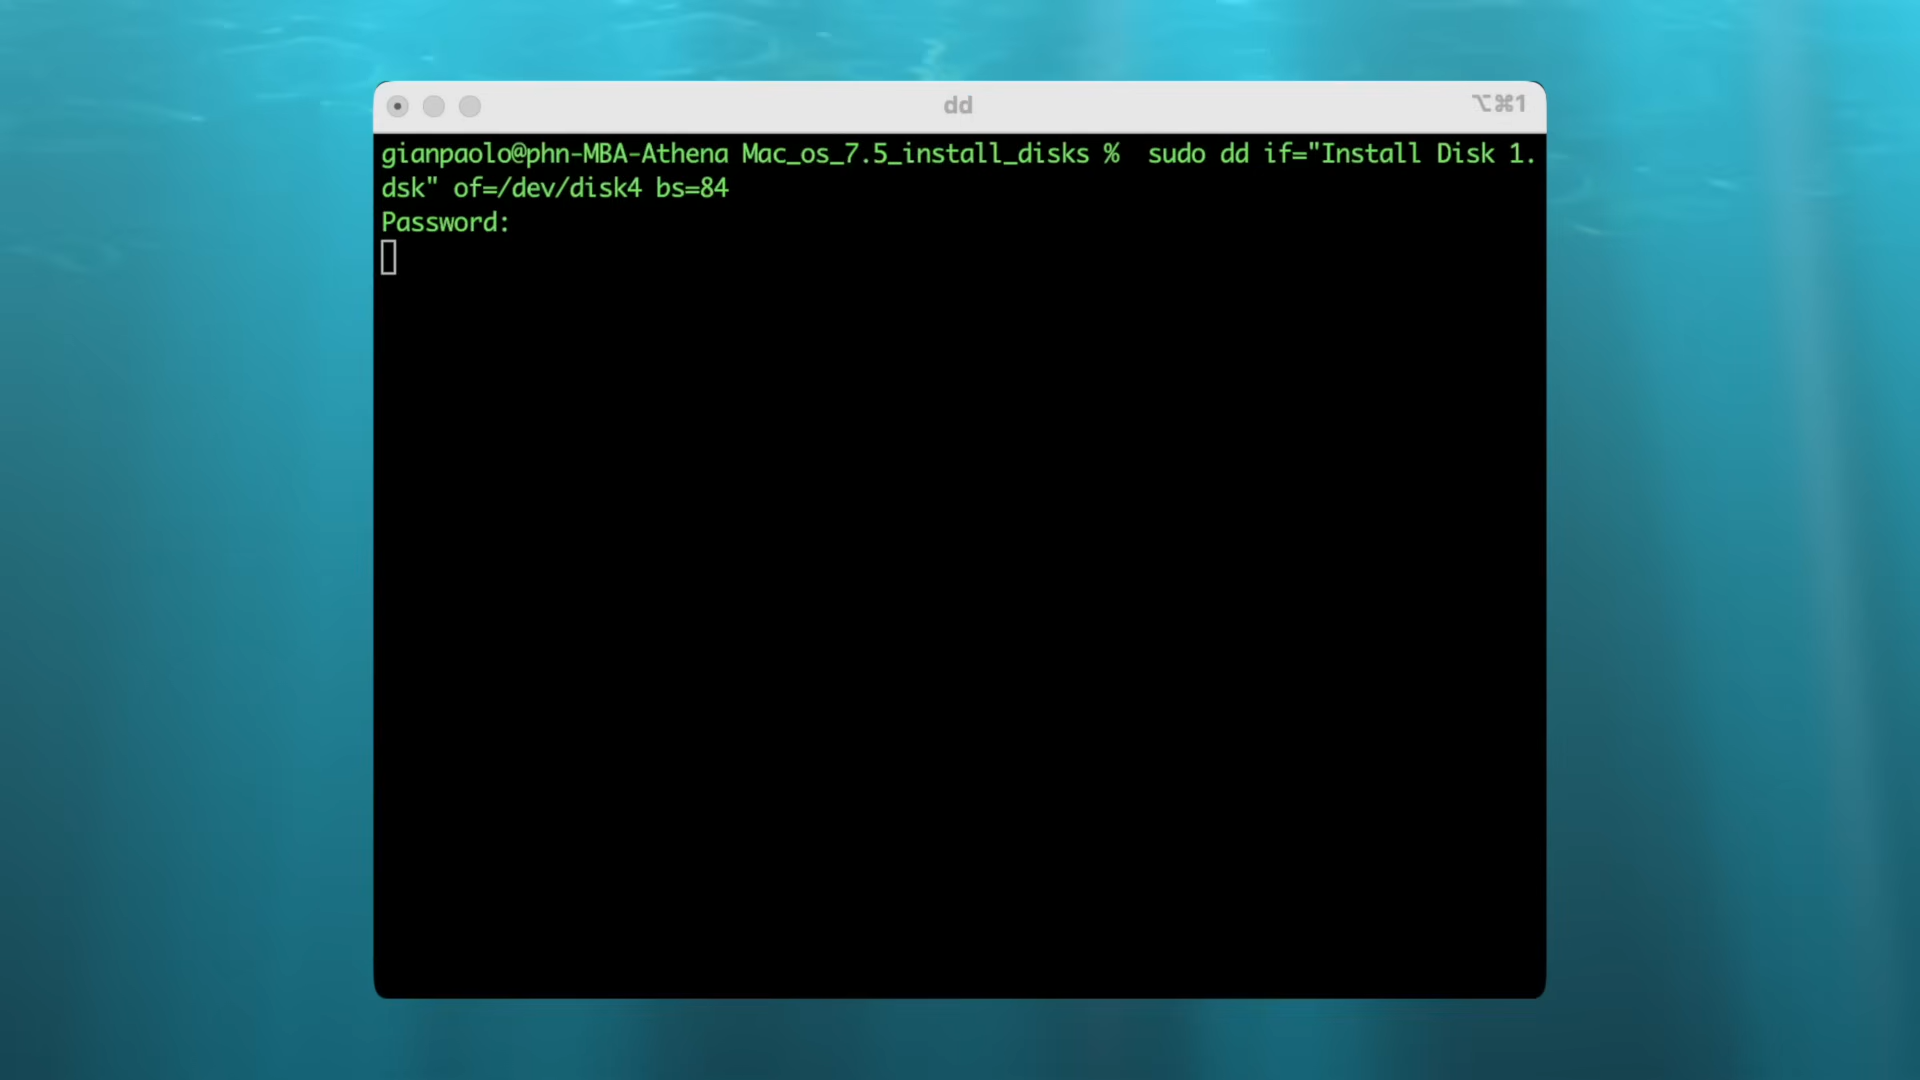 dd
⌥⌘1
gianpaolo@phn-MBA-Athena Mac_os_7.5_install_disks %  sudo dd if="Install Disk 1.
dsk" of=/dev/disk4 bs=84
Password: